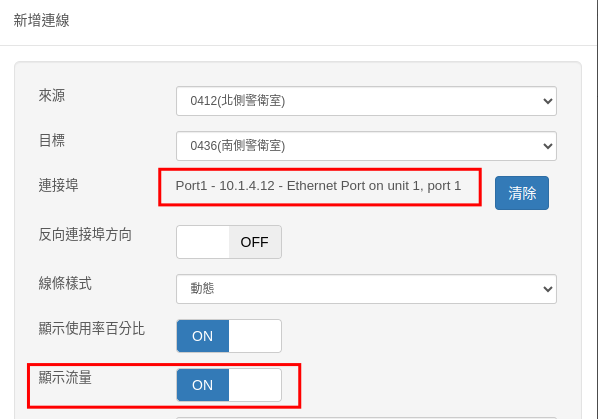 新增連線
來源
0412(北側警衛室)
目標
0436(南側警衛室)
連接埠
Port1 - 10.1.4.12 - Ethernet Port on unit 1, port 1
清除
反向連接埠方向
OFF
線條樣式
動態
顯示使用率百分比
ON
顯示流量
ON